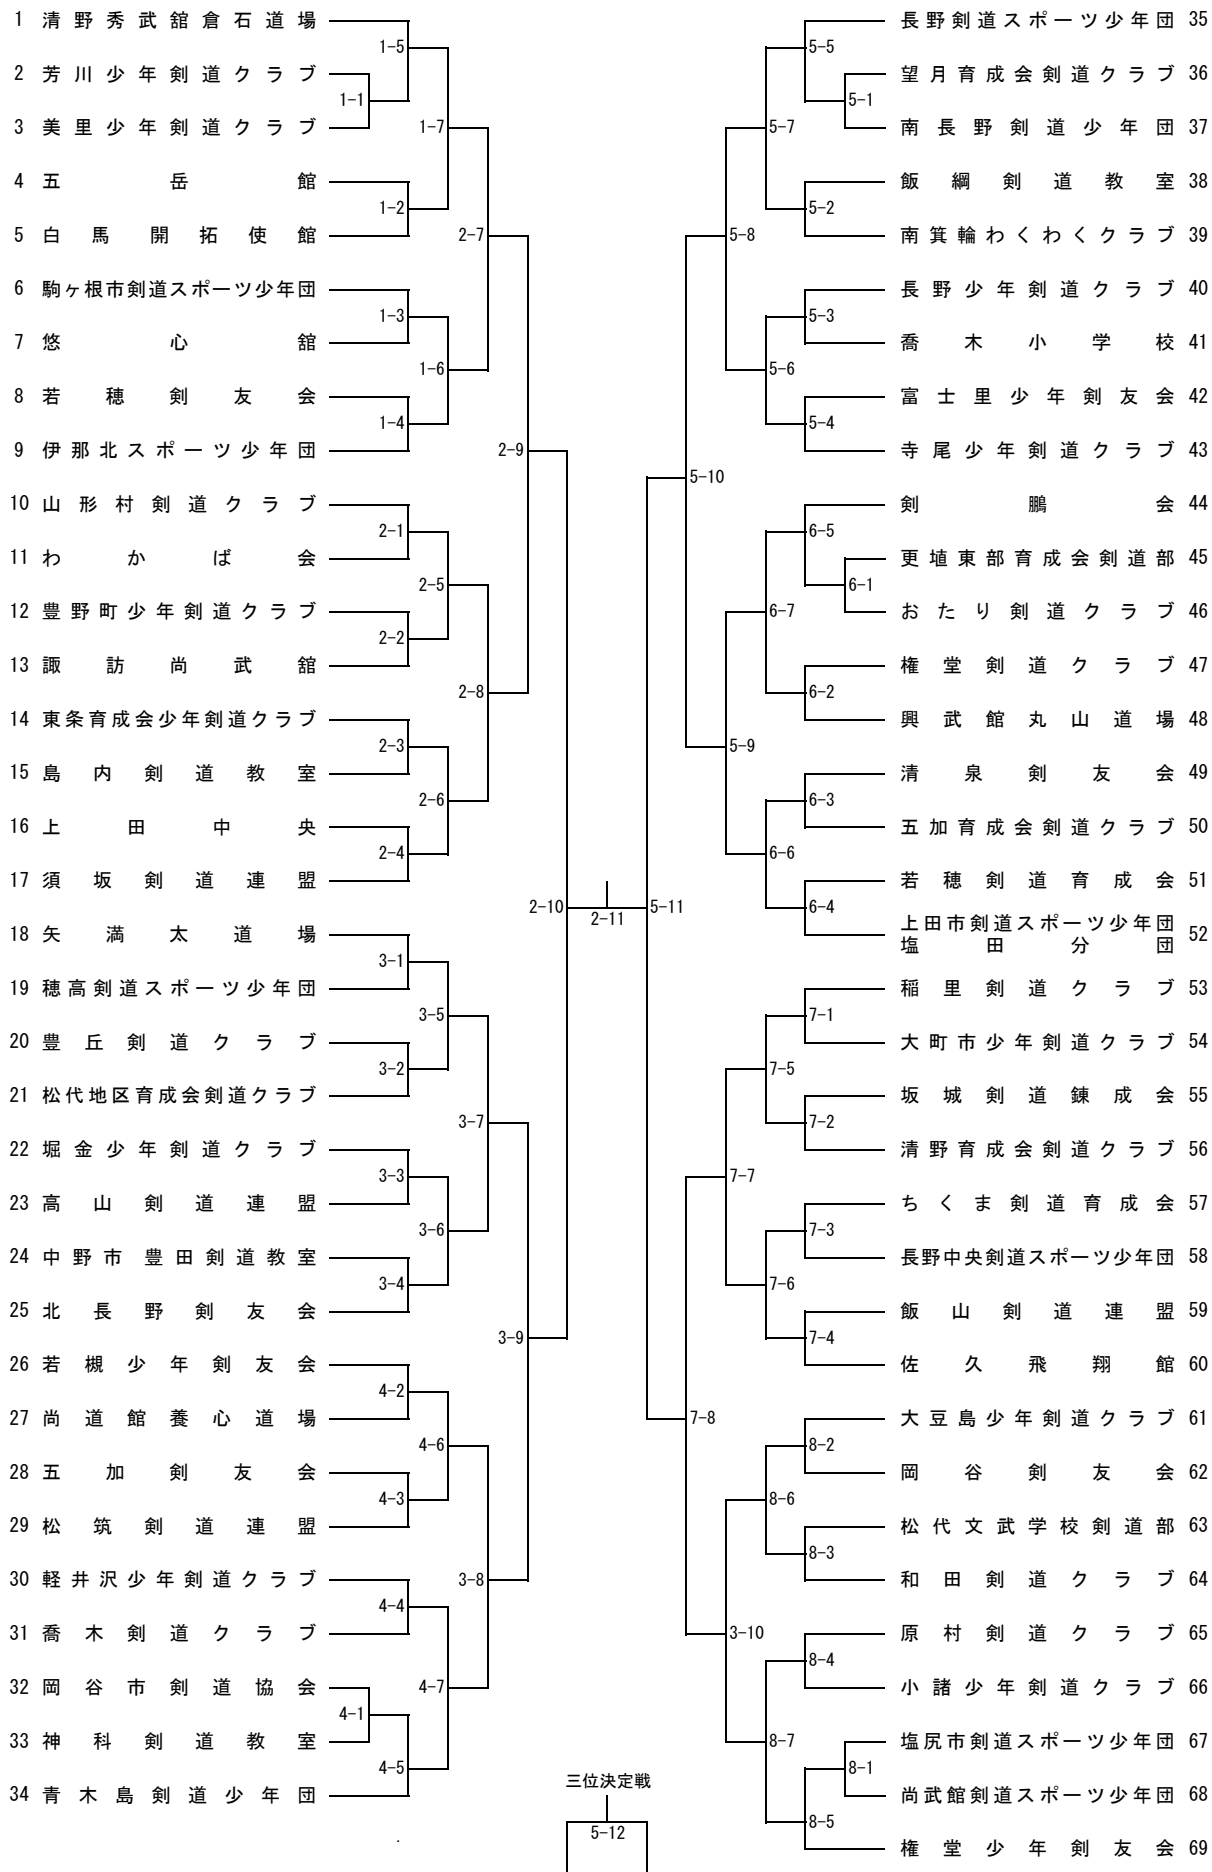 1 清野秀武舘倉石道場
2 芳川少年剣道クラブ
3 美里少年剣道クラブ
4 五岳館
5 白馬開拓使館
6 駒ヶ根市剣道スポーツ少年団
7 悠心舘
8 若穂剣友会
9 伊那北スポーツ少年団
10 山形村剣道クラブ
11 わかば会
12 豊野町少年剣道クラブ
13 諏訪尚武舘
14 東条育成会少年剣道クラブ
15 島内剣道教室
16 上田中央
17 須坂剣道連盟
18 矢満太道場
19 穂高剣道スポーツ少年団
20 豊丘剣道クラブ
21 松代地区育成会剣道クラブ
22 堀金少年剣道クラブ
23 高山剣道連盟
24 中野市 豊田剣道教室
25 北長野剣友会
26 若槻少年剣友会
27 尚道館養心道場
28 五加剣友会
29 松筑剣道連盟
30 軽井沢少年剣道クラブ
31 喬木剣道クラブ
32 岡谷市剣道協会
33 神科剣道教室
34 青木島剣道少年団
1-5
1-1
1-7
1-2
2-7
1-3
1-6
1-4
2-9
2-1
2-5
2-2
2-8
2-3
2-6
2-4
2-10
3-1
3-5
3-2
3-7
3-3
3-6
3-4
3-9
4-2
4-6
4-3
3-8
4-4
4-7
4-1
4-5
2-11
三位決定戦
5-12
5-11
5-5
5-1
5-7
5-2
5-8
5-3
5-6
5-4
5-10
6-5
6-1
6-7
6-2
5-9
6-3
6-6
6-4
7-1
7-5
7-2
7-7
7-3
7-6
7-4
7-8
8-2
8-6
8-3
3-10
8-4
8-7
8-1
8-5
長野剣道スポーツ少年団 35
望月育成会剣道クラブ 36
南長野剣道少年団 37
飯綱剣道教室 38
南箕輪わくわくクラブ 39
長野少年剣道クラブ 40
喬木小学校 41
富士里少年剣友会 42
寺尾少年剣道クラブ 43
剣鵬会 44
更埴東部育成会剣道部 45
おたり剣道クラブ 46
権堂剣道クラブ 47
興武館丸山道場 48
清泉剣友会 49
五加育成会剣道クラブ 50
若穂剣道育成会 51
上田市剣道スポーツ少年団
塩田分団 52
稲里剣道クラブ 53
大町市少年剣道クラブ 54
坂城剣道錬成会 55
清野育成会剣道クラブ 56
ちくま剣道育成会 57
長野中央剣道スポーツ少年団 58
飯山剣道連盟 59
佐久飛翔館 60
大豆島少年剣道クラブ 61
岡谷剣友会 62
松代文武学校剣道部 63
和田剣道クラブ 64
原村剣道クラブ 65
小諸少年剣道クラブ 66
塩尻市剣道スポーツ少年団 67
尚武館剣道スポーツ少年団 68
権堂少年剣友会 69